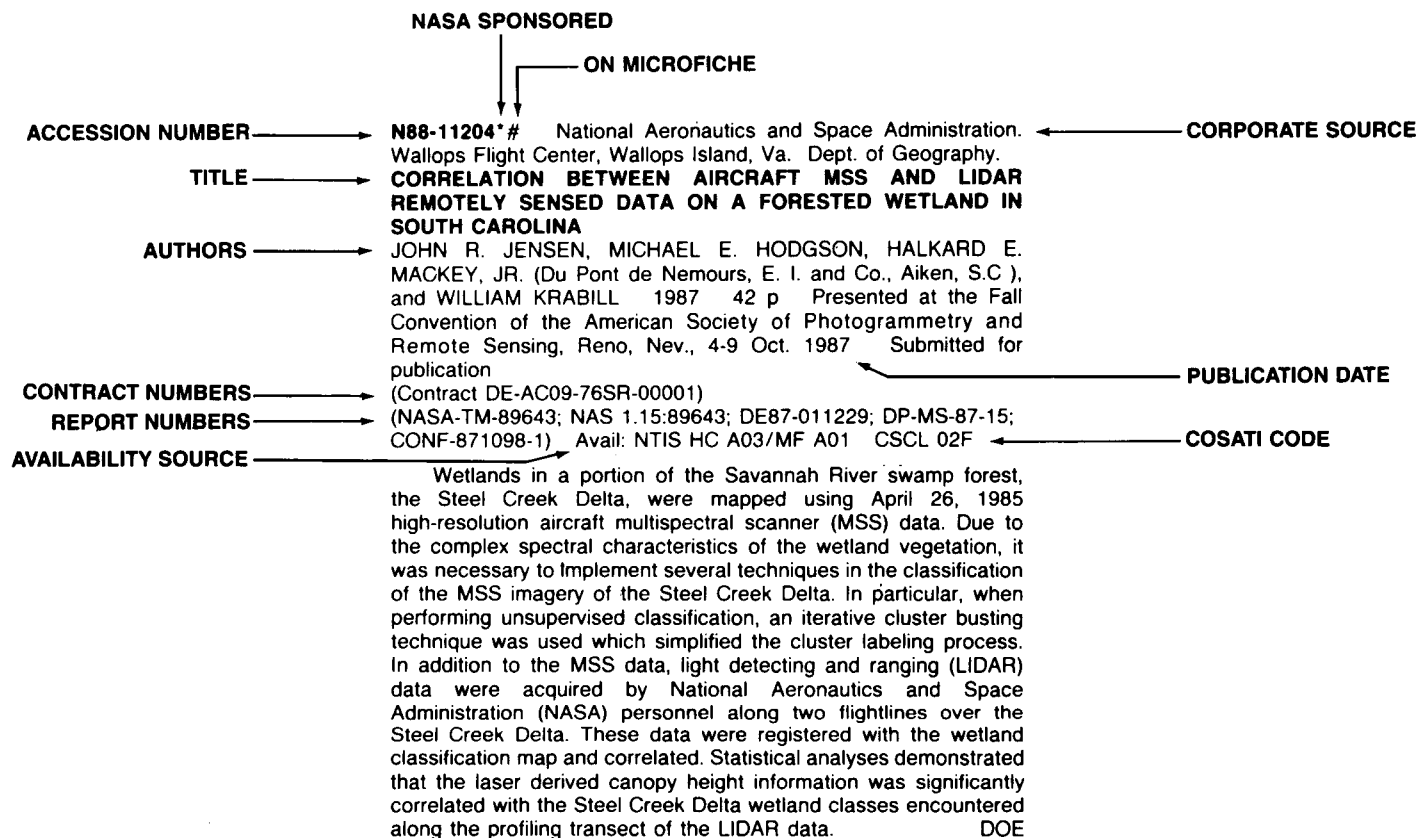 NASA SPONSORED
ON MICROFICHE
ACCESSION NUMBER
N88-11204*# National Aeronautics and Space Administration.
CORPORATE SOURCE
Wallops Flight Center, Wallops Island, Va. Dept. of Geography.
TITLE
CORRELATION BETWEEN AIRCRAFT MSS AND LIDAR
REMOTELY SENSED DATA ON A FORESTED WETLAND IN
SOUTH CAROLINA
AUTHORS
JOHN R. JENSEN, MICHAEL E. HODGSON, HALKARD E.
MACKEY, JR. (Du Pont de Nemours, E. I. and Co., Aiken, S.C ),
and WILLIAM KRABILL 1987 42 p Presented at the Fall
Convention of the American Society of Photogrammetry and
Remote Sensing, Reno, Nev., 4-9 Oct. 1987 Submitted for
publication
PUBLICATION DATE
CONTRACT NUMBERS
(Contract DE-AC09-76SR-00001)
REPORT NUMBERS
(NASA-TM-89643; NAS 1.15:89643; DE87-011229; DP-MS-87-15;
CONF-871098-1) Avail: NTIS HC A03/MF A01 CSCL 02F
COSATI CODE
AVAILABILITY SOURCE
Wetlands in a portion of the Savannah River swamp forest,
the Steel Creek Delta, were mapped using April 26, 1985
high-resolution aircraft multispectral scanner (MSS) data. Due to
the complex spectral characteristics of the wetland vegetation, it
was necessary to Implement several techniques in the classification
of the MSS imagery of the Steel Creek Delta. In particular, when
performing unsupervised classification, an iterative cluster busting
technique was used which simplified the cluster labeling process.
In addition to the MSS data, light detecting and ranging (LIDAR)
data were acquired by National Aeronautics and Space
Administration (NASA) personnel along two flightlines over the
Steel Creek Delta. These data were registered with the wetland
classification map and correlated. Statistical analyses demonstrated
that the laser derived canopy height information was significantly
correlated with the Steel Creek Delta wetland classes encountered
along the profiling transect of the LIDAR data. DOE